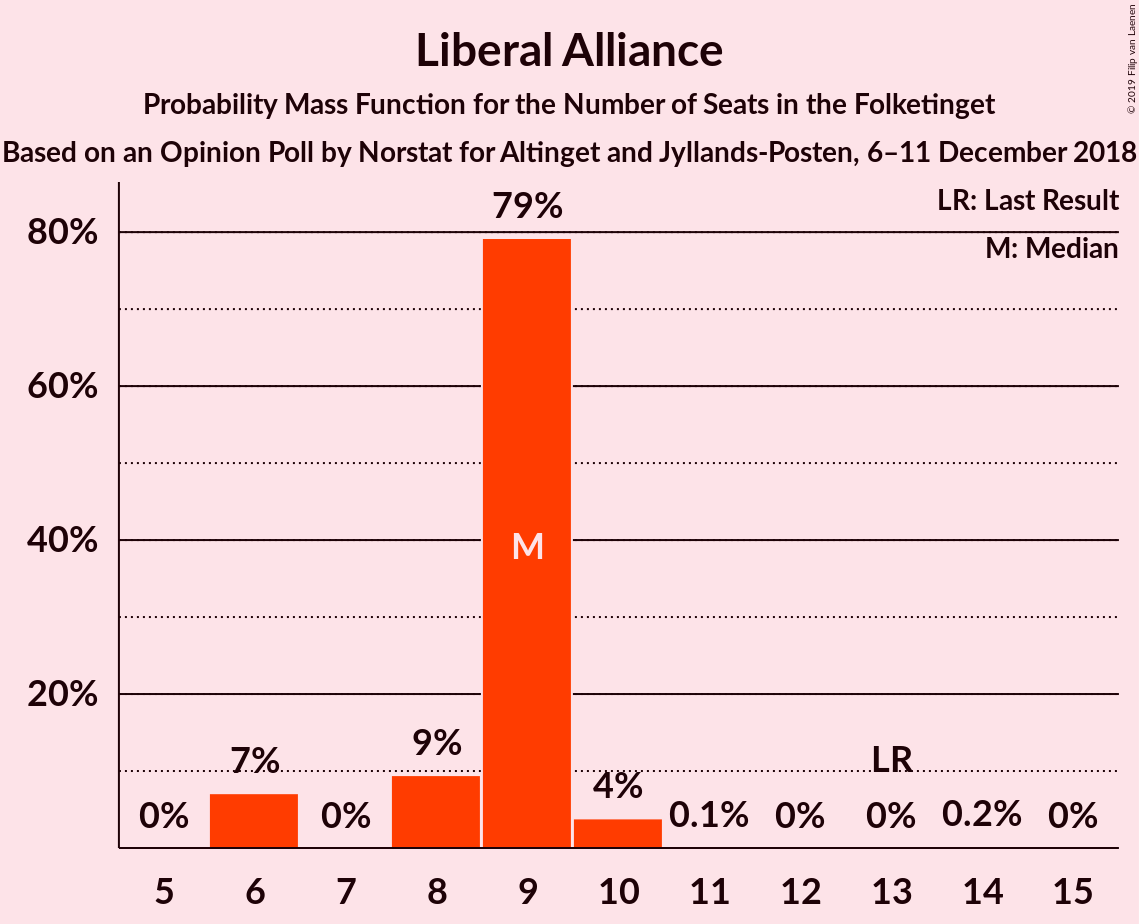 Liberal Alliance
Probability Mass Function for the Number of Seats in the Folketinget
Based on an Opinion Poll by Norstat for Altinget and Jyllands-Posten, 6–11 December 2018
© 2019 Filip van Laenen
LR: Last Result
M: Median
80%
60%
40%
20%
0%
7%
0%
9%
79%
M
4%
0.1%
0%
LR
0%
0.2%
0%
5 6 7 8 9 10 11 12 13 14 15